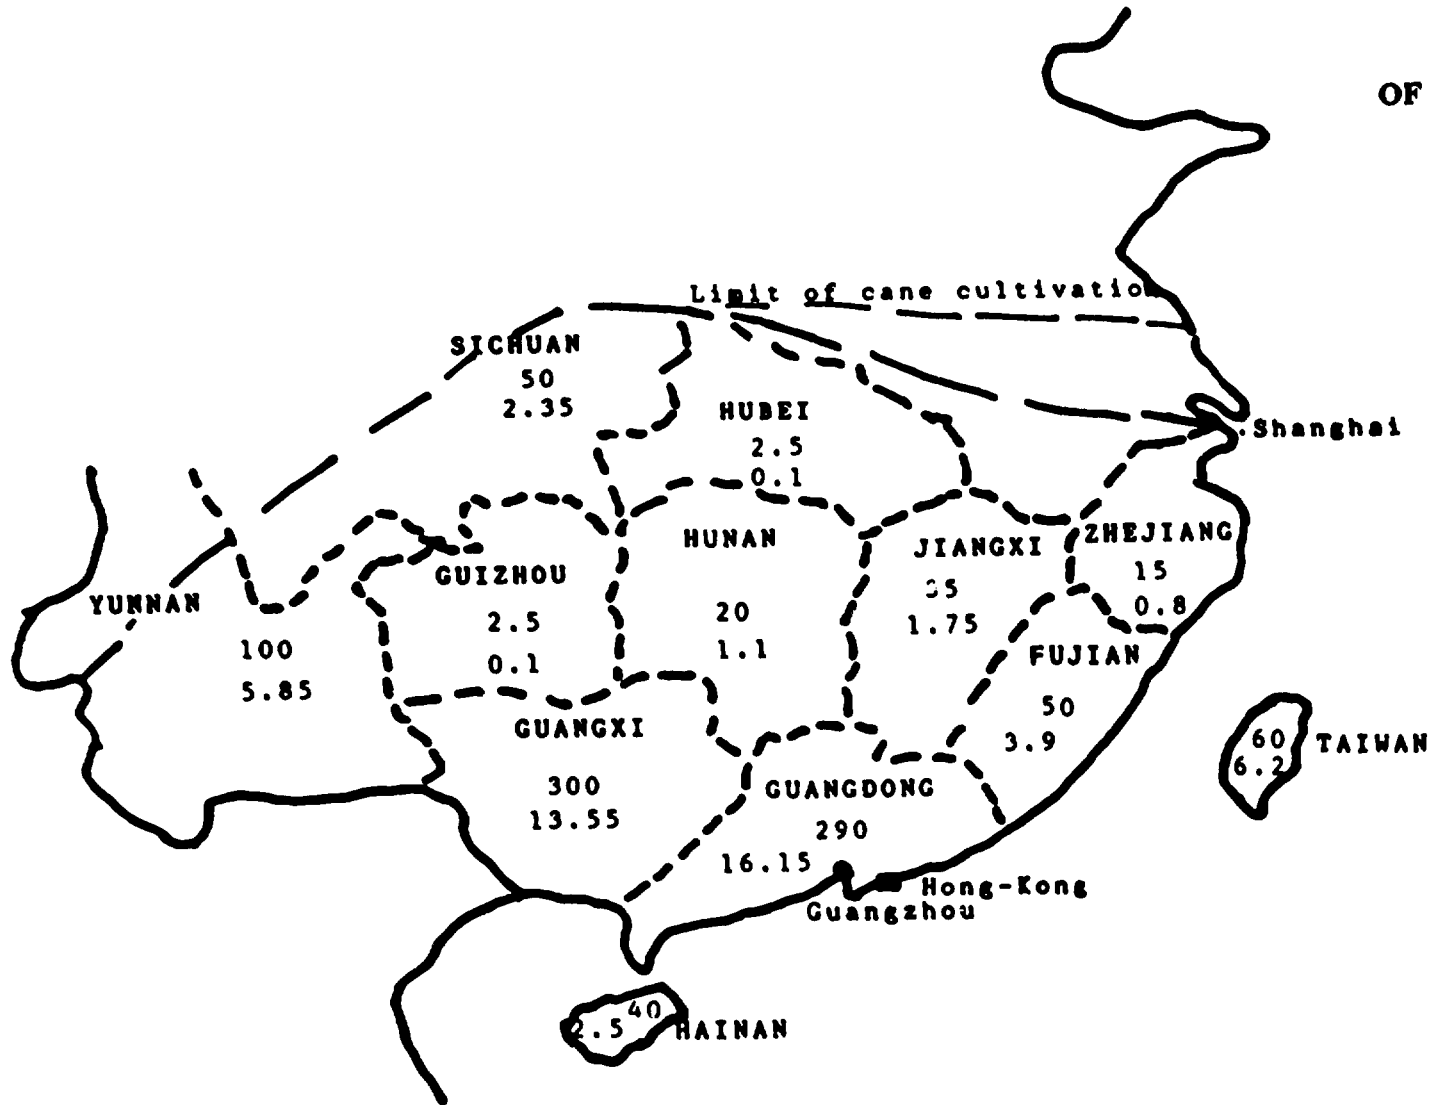 OF
Limit of cane cultivation
SICHUAN
50
2.35
HUBEI
2.5
0.1
.Shanghai
HUNAN
20
1.1
JIANGXI
35
1.75
ZHEJIANG
15
0.8
GUIZHOU
2.5
0.1
YUNNAN
100
5.85
FUJIAN
50
3.9
GUANGXI
300
13.55
60
6.2
TAIWAN
GUANGDONG
290
16.15
Hong-Kong
Guangzhou
40
2.5
HAINAN